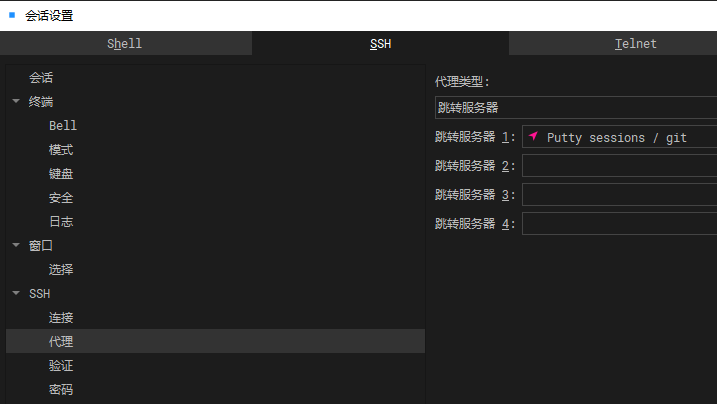 会话设置
Shell
SSH
Telnet
会话
终端
Bell
模式
键盘
安全
日志
窗口
选择
SSH
连接
代理
验证
密码
代理类型:
跳转服务器
跳转服务器 1:
Putty sessions / git
跳转服务器 2:
跳转服务器 3:
跳转服务器 4: